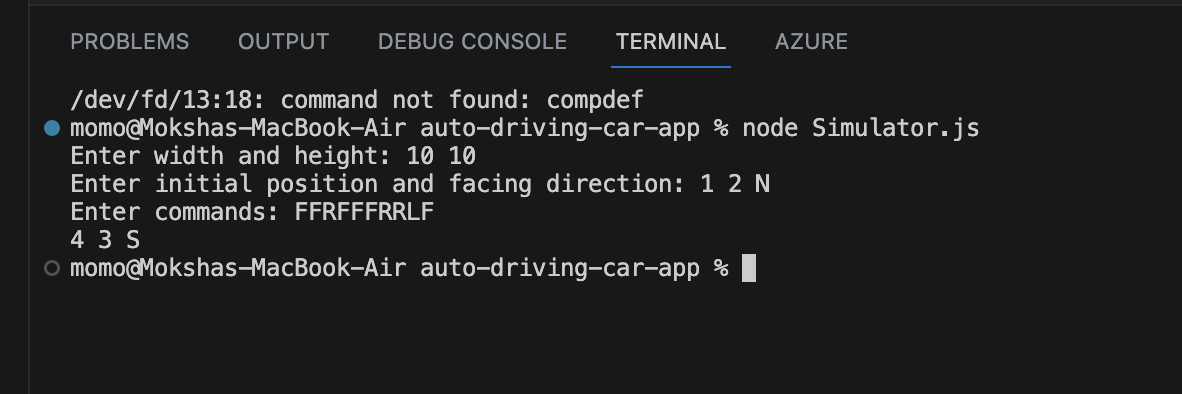 PROBLEMS OUTPUT DEBUG CONSOLE TERMINAL AZURE
/dev/fd/13:18: command not found: compdef
momo@Mokshas-MacBook-Air auto-driving-car-app % node Simulator.js
Enter width and height: 10 10
Enter initial position and facing direction: 1 2 N
Enter commands: FFRFFFRRLF
4 3 S
momo@Mokshas-MacBook-Air auto-driving-car-app %